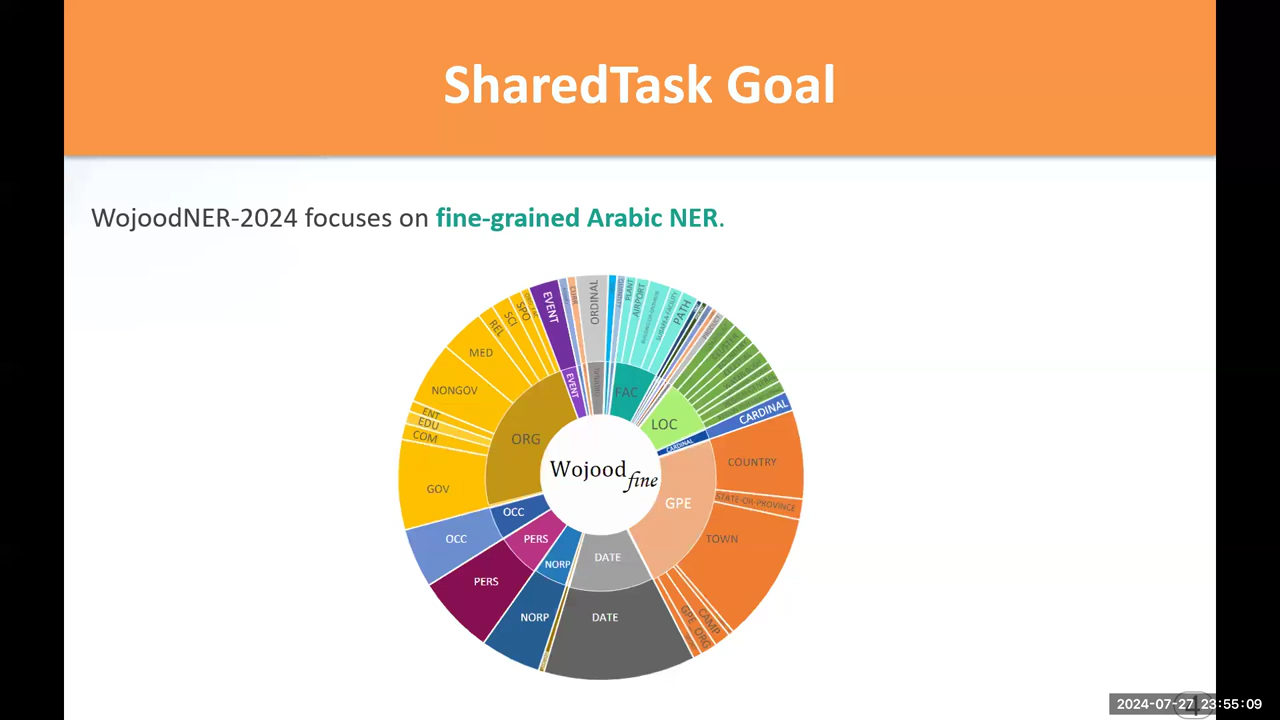 SharedTask Goal
WojoodNER-2024 focuses on fine-grained Arabic NER.
EVENT
ORDINAL
PLANT
AIRPORT
PATH
SPO
SCI
REL
MED
NONGOV
ENT
EDU
COM
GOV
OCC
PERS
NORP
DATE
GPE_ORG
CAMP
TOWN
STATE-OR-PROVINCE
COUNTRY
CARDINAL
ORG
EVENT
FAC
LOC
CARDINAL
GPE
DATE
NORP
PERS
OCC
Wojood fine
2024-07-27 23:55:09